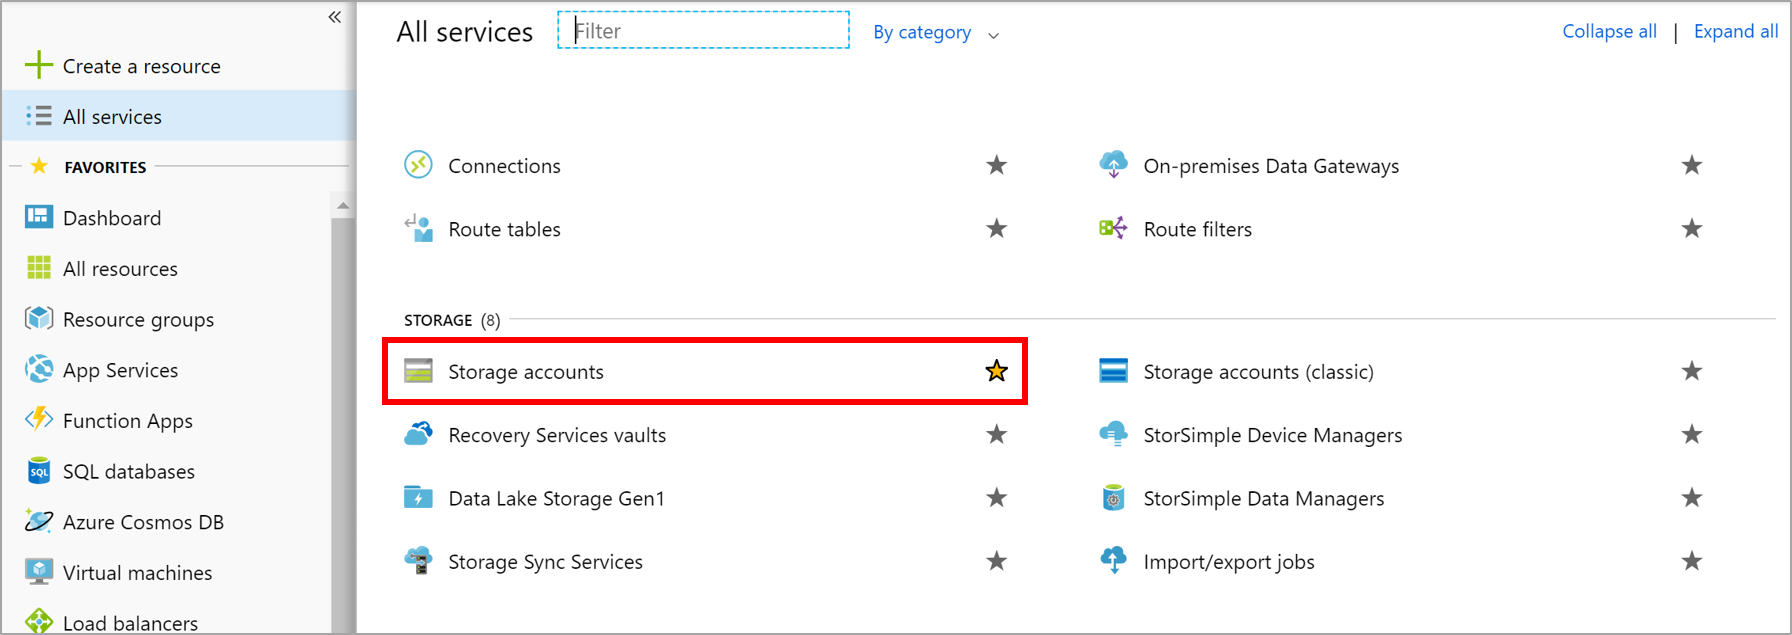 «
Create a resource
All services
FAVORITES
Dashboard
All resources
Resource groups
App Services
Function Apps
SQL
SQL databases
Azure Cosmos DB
Virtual machines
Load balancers
All services
Filter
By category
Collapse all | Expand all
Connections
On-premises Data Gateways
Route tables
Route filters
STORAGE (8)
Storage accounts
Storage accounts (classic)
Recovery Services vaults
StorSimple Device Managers
Data Lake Storage Gen1
StorSimple Data Managers
Storage Sync Services
Import/export jobs